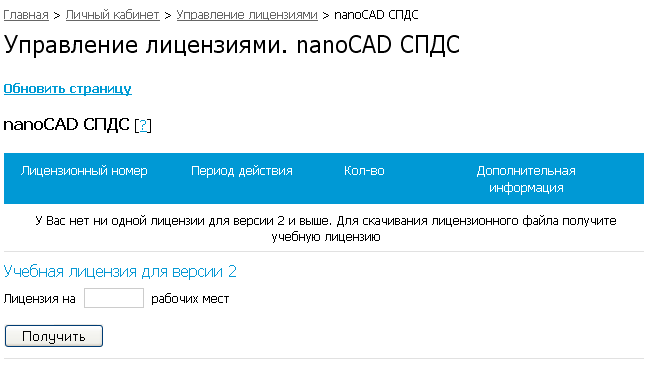 Главная > Личный кабинет > Управление лицензиями > nanoCAD СПДС
Управление лицензиями. nanoCAD СПДС
Обновить страницу
nanoCAD СПДС [?]
Лицензионный номер Период действия Кол-во Дополнительная
информация
У Вас нет ни одной лицензии для версии 2 и выше. Для скачивания лицензионного файла получите
учебную лицензию
Учебная лицензия для версии 2
Лицензия на рабочих мест
Получить